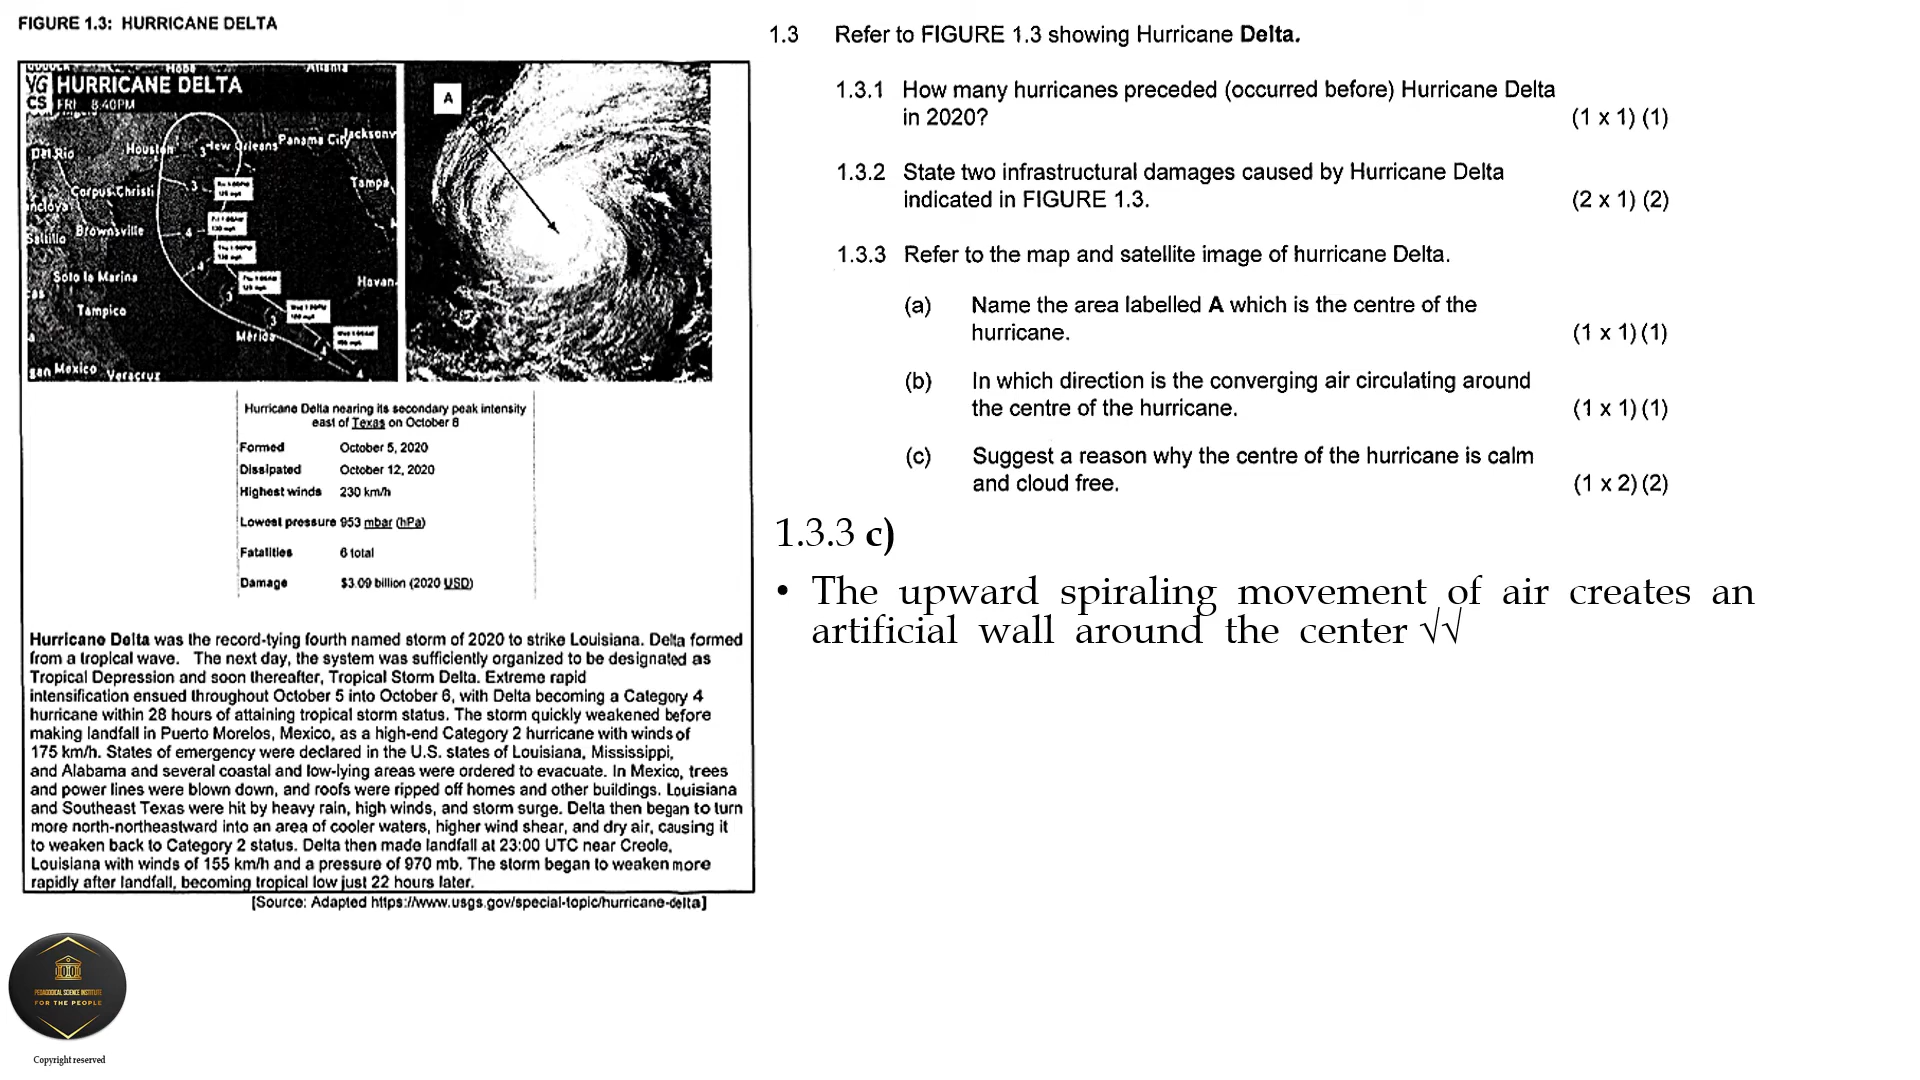 FIGURE 1.3: HURRICANE DELTA
HURRICANE DELTA
FRI 8:40PM
VG
CS
Atlanta
Houston
New Orleans
Panama City
Jacksonv
Del Rio
Corpus Christi
Tampa
Brownsville
Saltillo
Soto la Marina
Havan
Tampico
Mérida
Mexico
Veracruz
3
3
4
4
3
3
4
4
A
Hurricane Delta nearing its secondary peak intensity
east of Texas on October 8
Formed October 5, 2020
Dissipated October 12, 2020
Highest winds 230 km/h
Lowest pressure 953 mbar (hPa)
Fatalities 6 total
Damage $3.09 billion (2020 USD)
Hurricane Delta was the record-tying fourth named storm of 2020 to strike Louisiana. Delta formed
from a tropical wave. The next day, the system was sufficiently organized to be designated as
Tropical Depression and soon thereafter, Tropical Storm Delta. Extreme rapid
intensification ensued throughout October 5 into October 6, with Delta becoming a Category 4
hurricane within 28 hours of attaining tropical storm status. The storm quickly weakened before
making landfall in Puerto Morelos, Mexico, as a high-end Category 2 hurricane with winds of
175 km/h. States of emergency were declared in the U.S. states of Louisiana, Mississippi,
and Alabama and several coastal and low-lying areas were ordered to evacuate. In Mexico, trees
and power lines were blown down, and roofs were ripped off homes and other buildings. Louisiana
and Southeast Texas were hit by heavy rain, high winds, and storm surge. Delta then began to turn
more north-northeastward into an area of cooler waters, higher wind shear, and dry air, causing it
to weaken back to Category 2 status. Delta then made landfall at 23:00 UTC near Creole,
Louisiana with winds of 155 km/h and a pressure of 970 mb. The storm began to weaken more
rapidly after landfall, becoming tropical low just 22 hours later.
[Source: Adapted https://www.usgs.gov/special-topic/hurricane-delta]
PEDAGOGICAL SCIENCE INSTITUTE
FOR THE PEOPLE
Copyright reserved
1.3 Refer to FIGURE 1.3 showing Hurricane Delta.
1.3.1 How many hurricanes preceded (occurred before) Hurricane Delta
in 2020? (1 x 1) (1)
1.3.2 State two infrastructural damages caused by Hurricane Delta
indicated in FIGURE 1.3. (2 x 1) (2)
1.3.3 Refer to the map and satellite image of hurricane Delta.
(a) Name the area labelled A which is the centre of the
hurricane. (1 x 1) (1)
(b) In which direction is the converging air circulating around
the centre of the hurricane. (1 x 1) (1)
(c) Suggest a reason why the centre of the hurricane is calm
and cloud free. (1 x 2) (2)
1.3.3 c)
• The upward spiraling movement of air creates an
artificial wall around the center √√